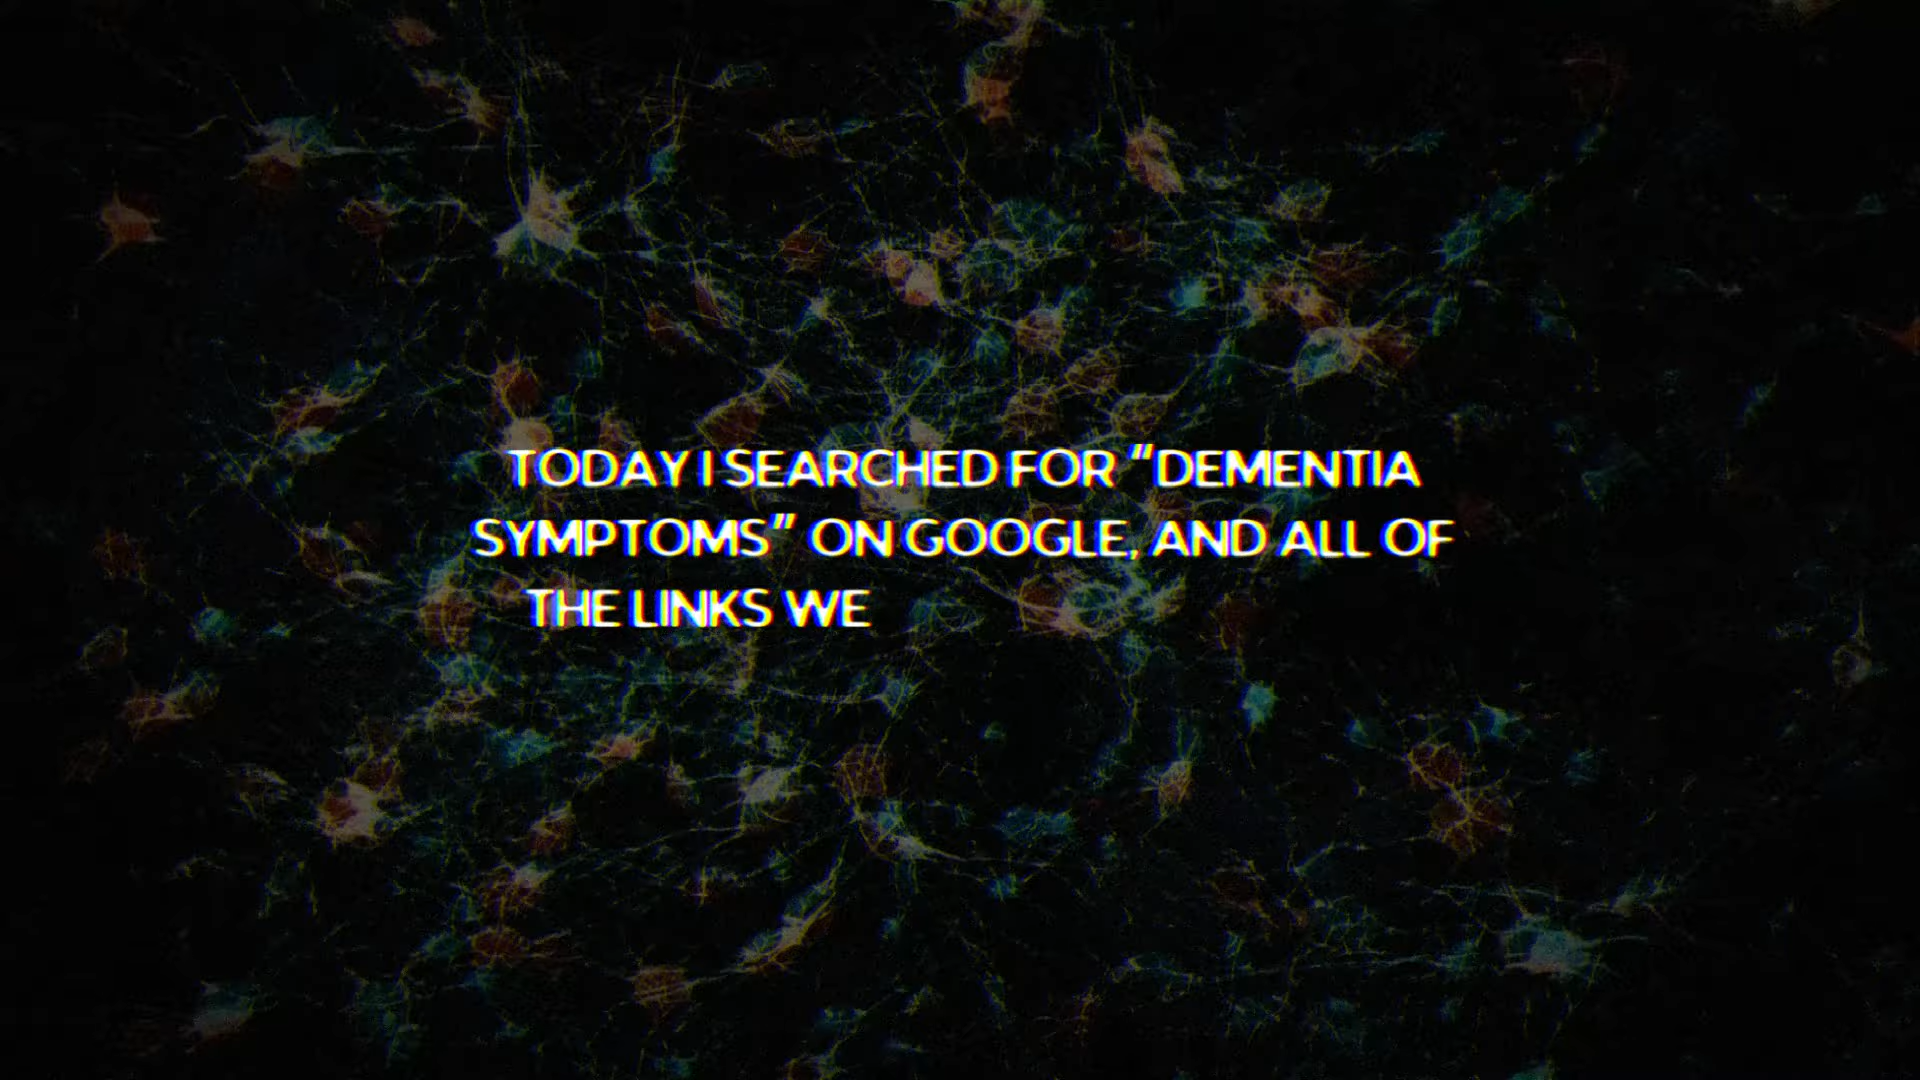 TODAY I SEARCHED FOR "DEMENTIA
SYMPTOMS" ON GOOGLE, AND ALL OF
THE LINKS WE